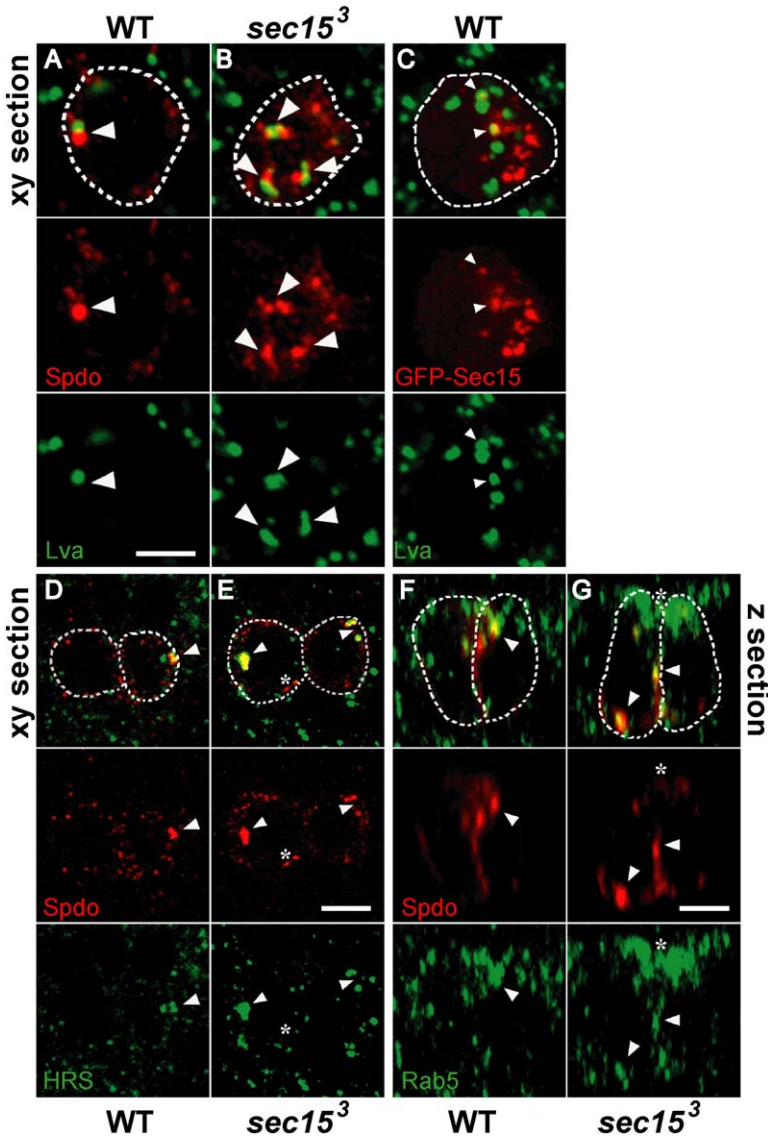 WT sec15³ WT
xy section
A B C
Spdo GFP-Sec15
Lva Lva
xy section
D E F G
z section
* *
* *
Spdo Spdo
* *
HRS Rab5
WT sec15³ WT sec15³